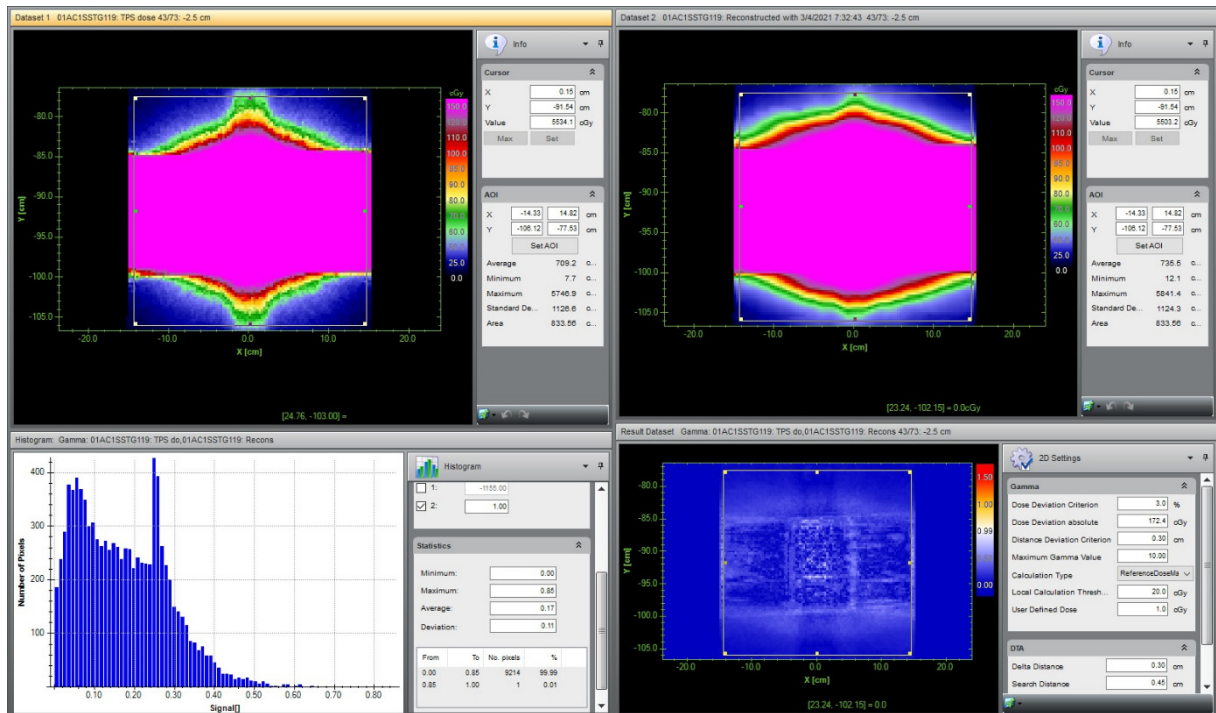 Dataset 1 01AC1SSTG119: TPS dose 43/73: -2.5 cm
-80.0
-85.0
-90.0
-95.0
-100.0
-105.0
Y [cm]
-20.0 -10.0 0.0 10.0 20.0
X [cm]
[24.76, -103.00] =
cGy
150.0
110.0
100.0
95.0
90.0
80.0
70.0
60.0
50.0
25.0
0.0
Info
Cursor
X 0.15 cm
Y -91.54 cm
Value 5534.1 cGy
Max Set
AOI
X -14.33 14.82 cm
Y -106.12 -77.53 cm
Set AOI
Average 709.2 c...
Minimum 7.7 c...
Maximum 5746.9 c...
Standard De... 1126.6 c...
Area 833.56 c...
Dataset 2 01AC1SSTG119: Reconstructed with 3/4/2021 7:32:43 43/73: -2.5 cm
-80.0
-85.0
-90.0
-95.0
-100.0
-105.0
Y [cm]
-20.0 -10.0 0.0 10.0 20.0
X [cm]
[23.24, -102.15] = 0.0cGy
cGy
150.0
110.0
100.0
95.0
90.0
80.0
70.0
60.0
50.0
25.0
0.0
Info
Cursor
X 0.15 cm
Y -91.54 cm
Value 5503.2 cGy
Max Set
AOI
X -14.33 14.82 cm
Y -106.12 -77.53 cm
Set AOI
Average 736.5 c...
Minimum 12.1 c...
Maximum 5841.4 c...
Standard De... 1124.3 c...
Area 833.56 c...
Histogram: Gamma: 01AC1SSTG119: TPS do,01AC1SSTG119: Recons
Number of Pixels
400
300
200
100
0.10 0.20 0.30 0.40 0.50 0.60 0.70 0.80
Signal[]
Histogram
1: -1155.00
2: 1.00
Statistics
Minimum: 0.00
Maximum: 0.85
Average: 0.17
Deviation: 0.11
From To No. pixels %
0.00 0.85 9214 99.99
0.85 1.00 1 0.01
Result Dataset Gamma: 01AC1SSTG119: TPS do,01AC1SSTG119: Recons 43/73: -2.5 cm
-80.0
-85.0
-90.0
-95.0
-100.0
-105.0
Y [cm]
-20.0 -10.0 0.0 10.0 20.0
X [cm]
[23.24, -102.15] = 0.0
1.50
1.00
0.99
0.00
2D Settings
Gamma
Dose Deviation Criterion 3.0 %
Dose Deviation absolute 172.4 cGy
Distance Deviation Criterion 0.30 cm
Maximum Gamma Value 10.00
Calculation Type ReferenceDoseMa
Local Calculation Thresh... 20.0 cGy
User Defined Dose 1.0 cGy
DTA
Delta Distance 0.30 cm
Search Distance 0.45 cm